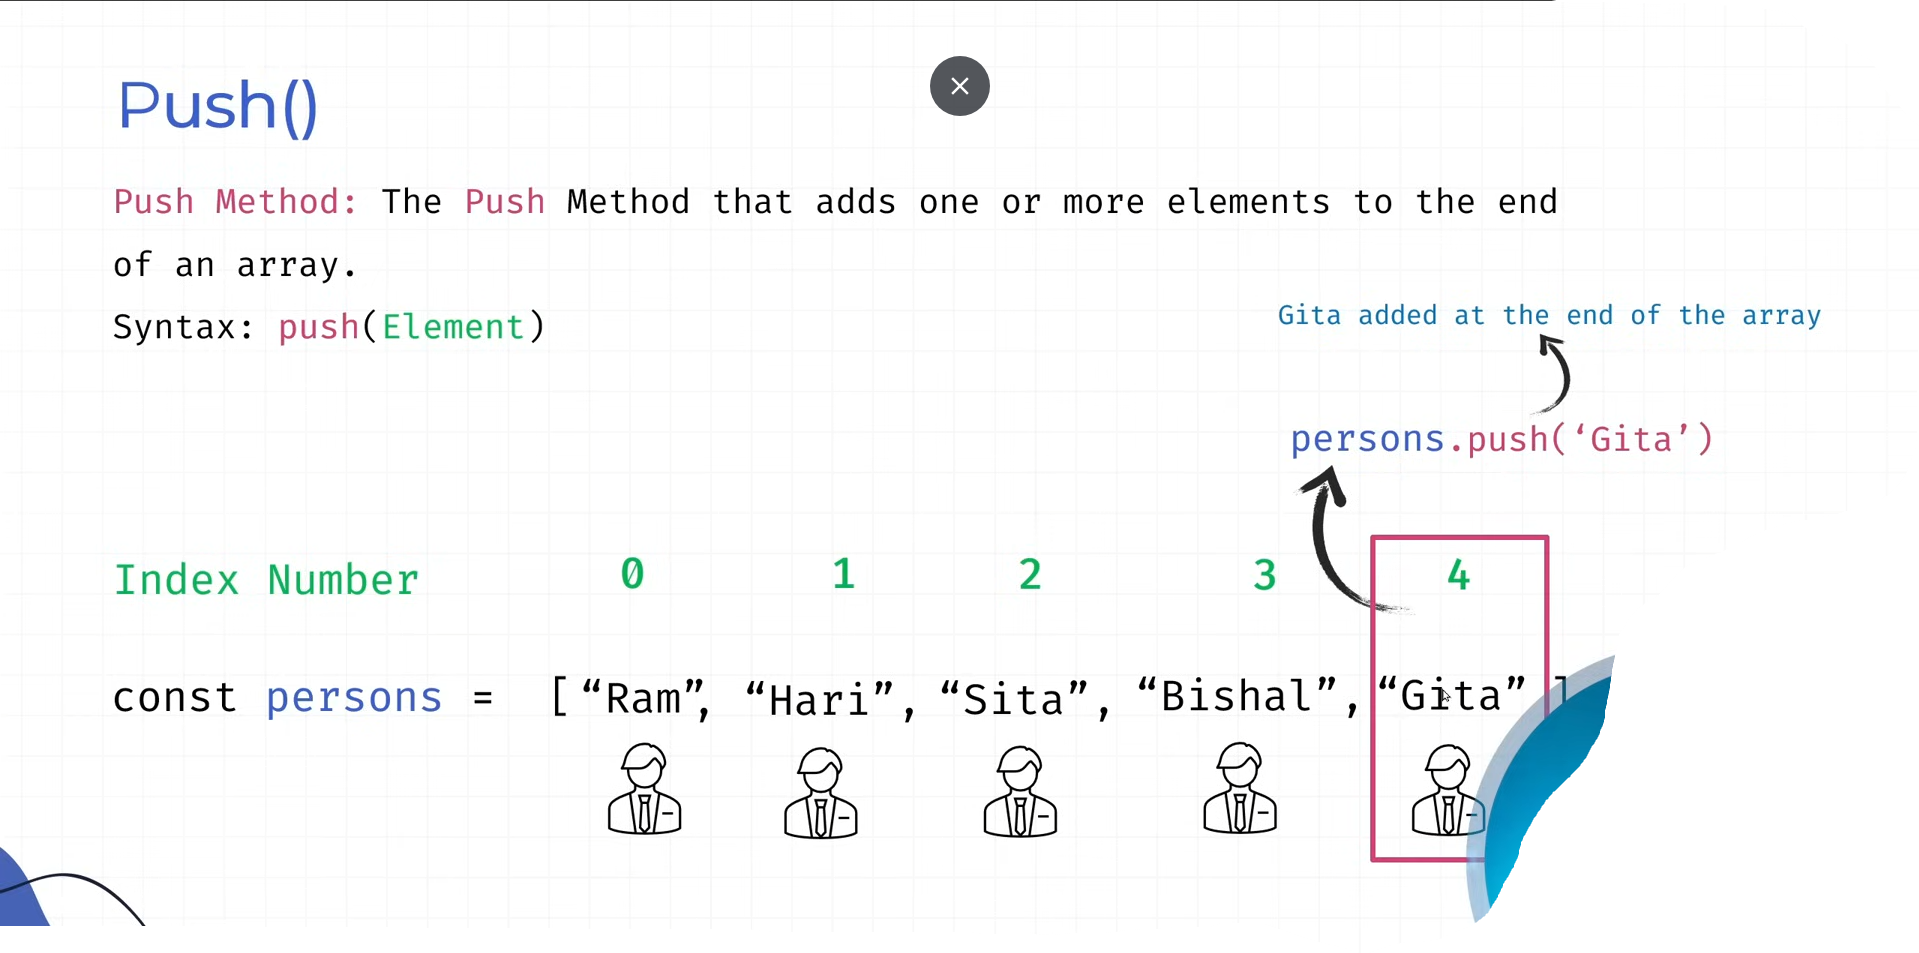 Push()
Push Method: The Push Method that adds one or more elements to the end
of an array.
Syntax: push(Element)
Gita added at the end of the array
persons.push(‘Gita’)
Index Number 0 1 2 3 4
const persons = [“Ram”, “Hari”, “Sita”, “Bishal”, “Gita” ]